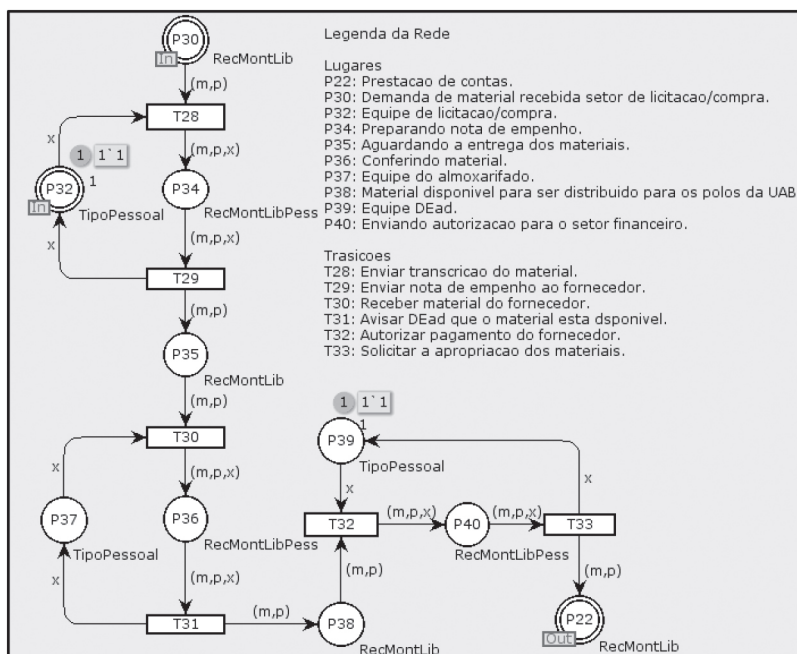 P30
In
RecMontLib
(m,p)
T28
x
(m,p,x)
1 1`1
1
P32
In
TipoPessoal
P34
RecMontLibPess
(m,p,x)
x
T29
(m,p)
P35
RecMontLib
(m,p)
T30
x
(m,p,x)
P37
TipoPessoal
P36
RecMontLibPess
(m,p,x)
x
T31
(m,p)
P38
RecMontLib
(m,p)
1 1`1
1
P39
TipoPessoal
x
T32
(m,p,x)
P40
RecMontLibPess
(m,p,x)
T33
x
(m,p)
P22
Out
RecMontLib
Legenda da Rede
Lugares
P22: Prestacao de contas.
P30: Demanda de material recebida setor de licitacao/compra.
P32: Equipe de licitacao/compra.
P34: Preparando nota de empenho.
P35: Aguardando a entrega dos materiais.
P36: Conferindo material.
P37: Equipe do almoxarifado.
P38: Material disponivel para ser distribuido para os polos da UAB
P39: Equipe DEad.
P40: Enviando autorizacao para o setor financeiro.
Trasicoes
T28: Enviar transcricao do material.
T29: Enviar nota de empenho ao fornecedor.
T30: Receber material do fornecedor.
T31: Avisar DEad que o material esta dsponivel.
T32: Autorizar pagamento do fornecedor.
T33: Solicitar a apropriacao dos materiais.